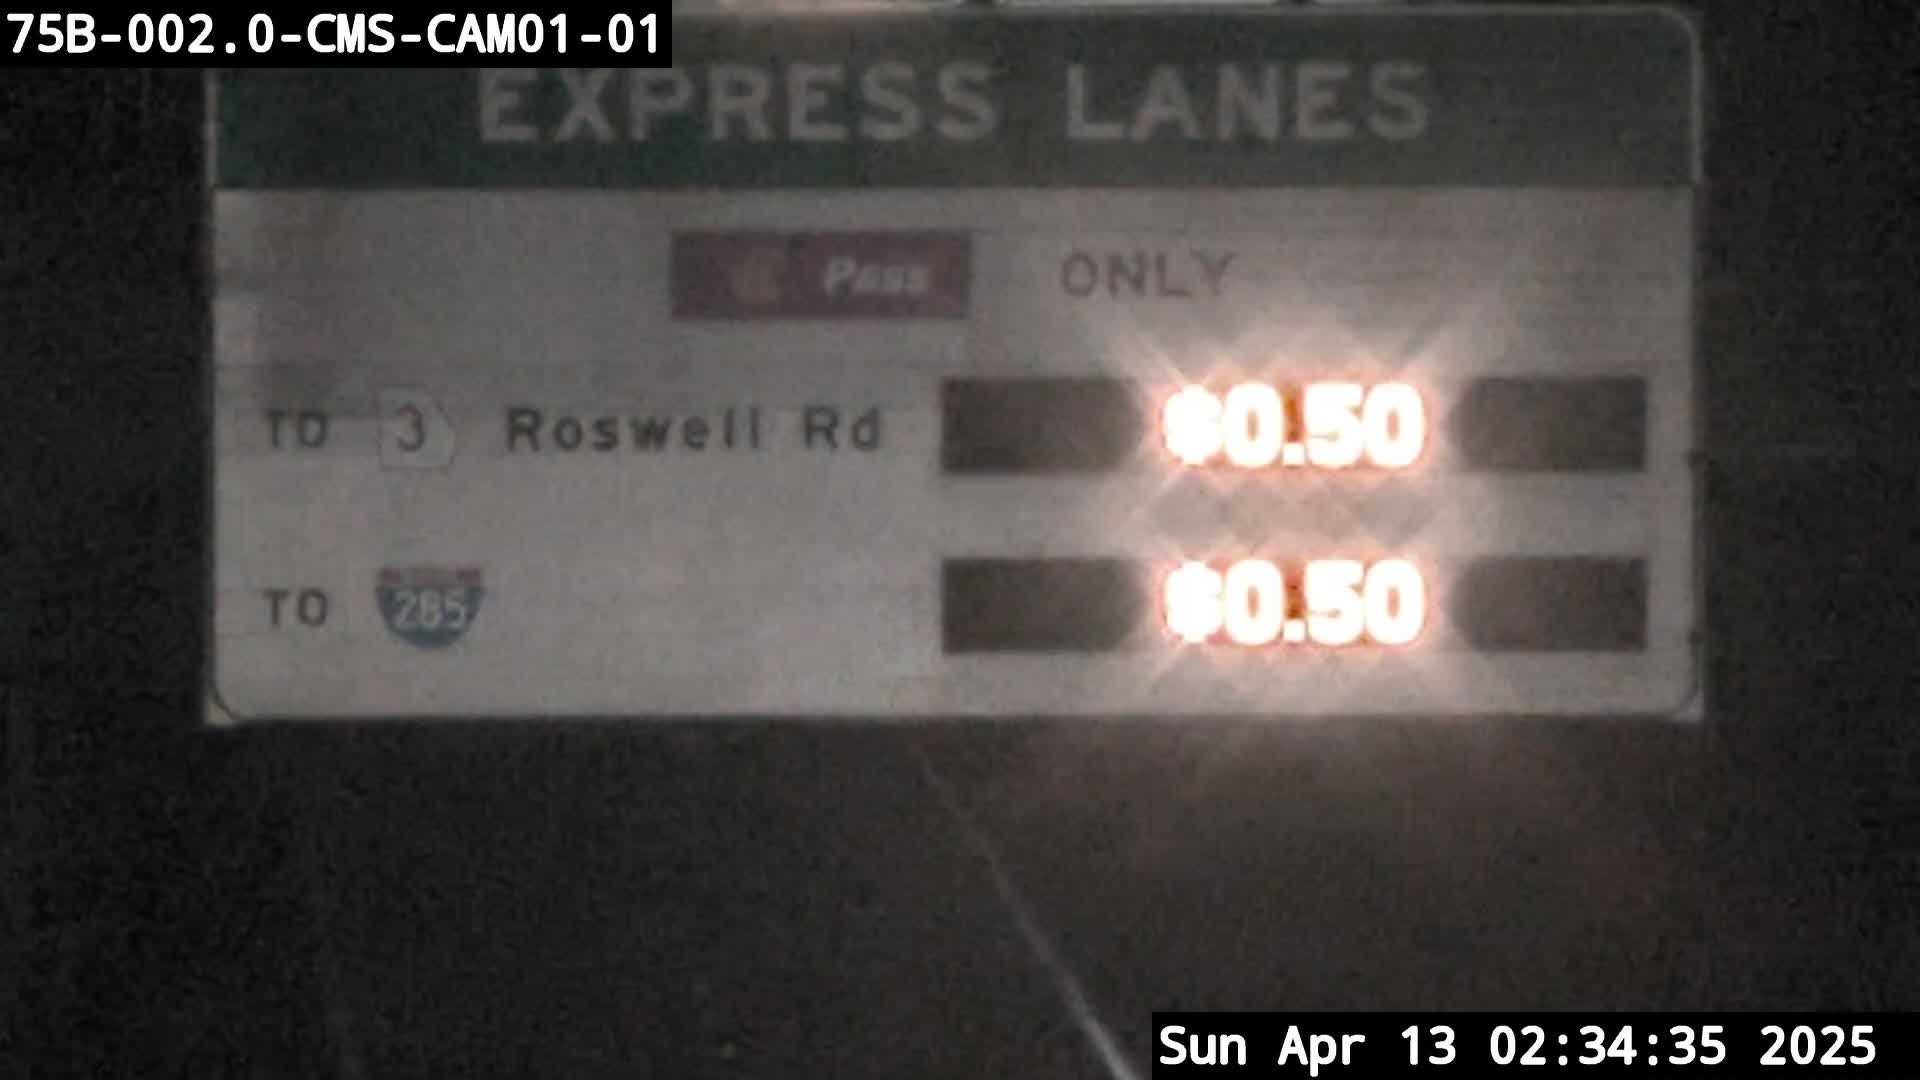 75B-002.0-CMS-CAM01-01
EXPRESS LANES
Pass ONLY
TO 3 Roswell Rd $0.50
TO 285 $0.50
Sun Apr 13 02:34:35 2025